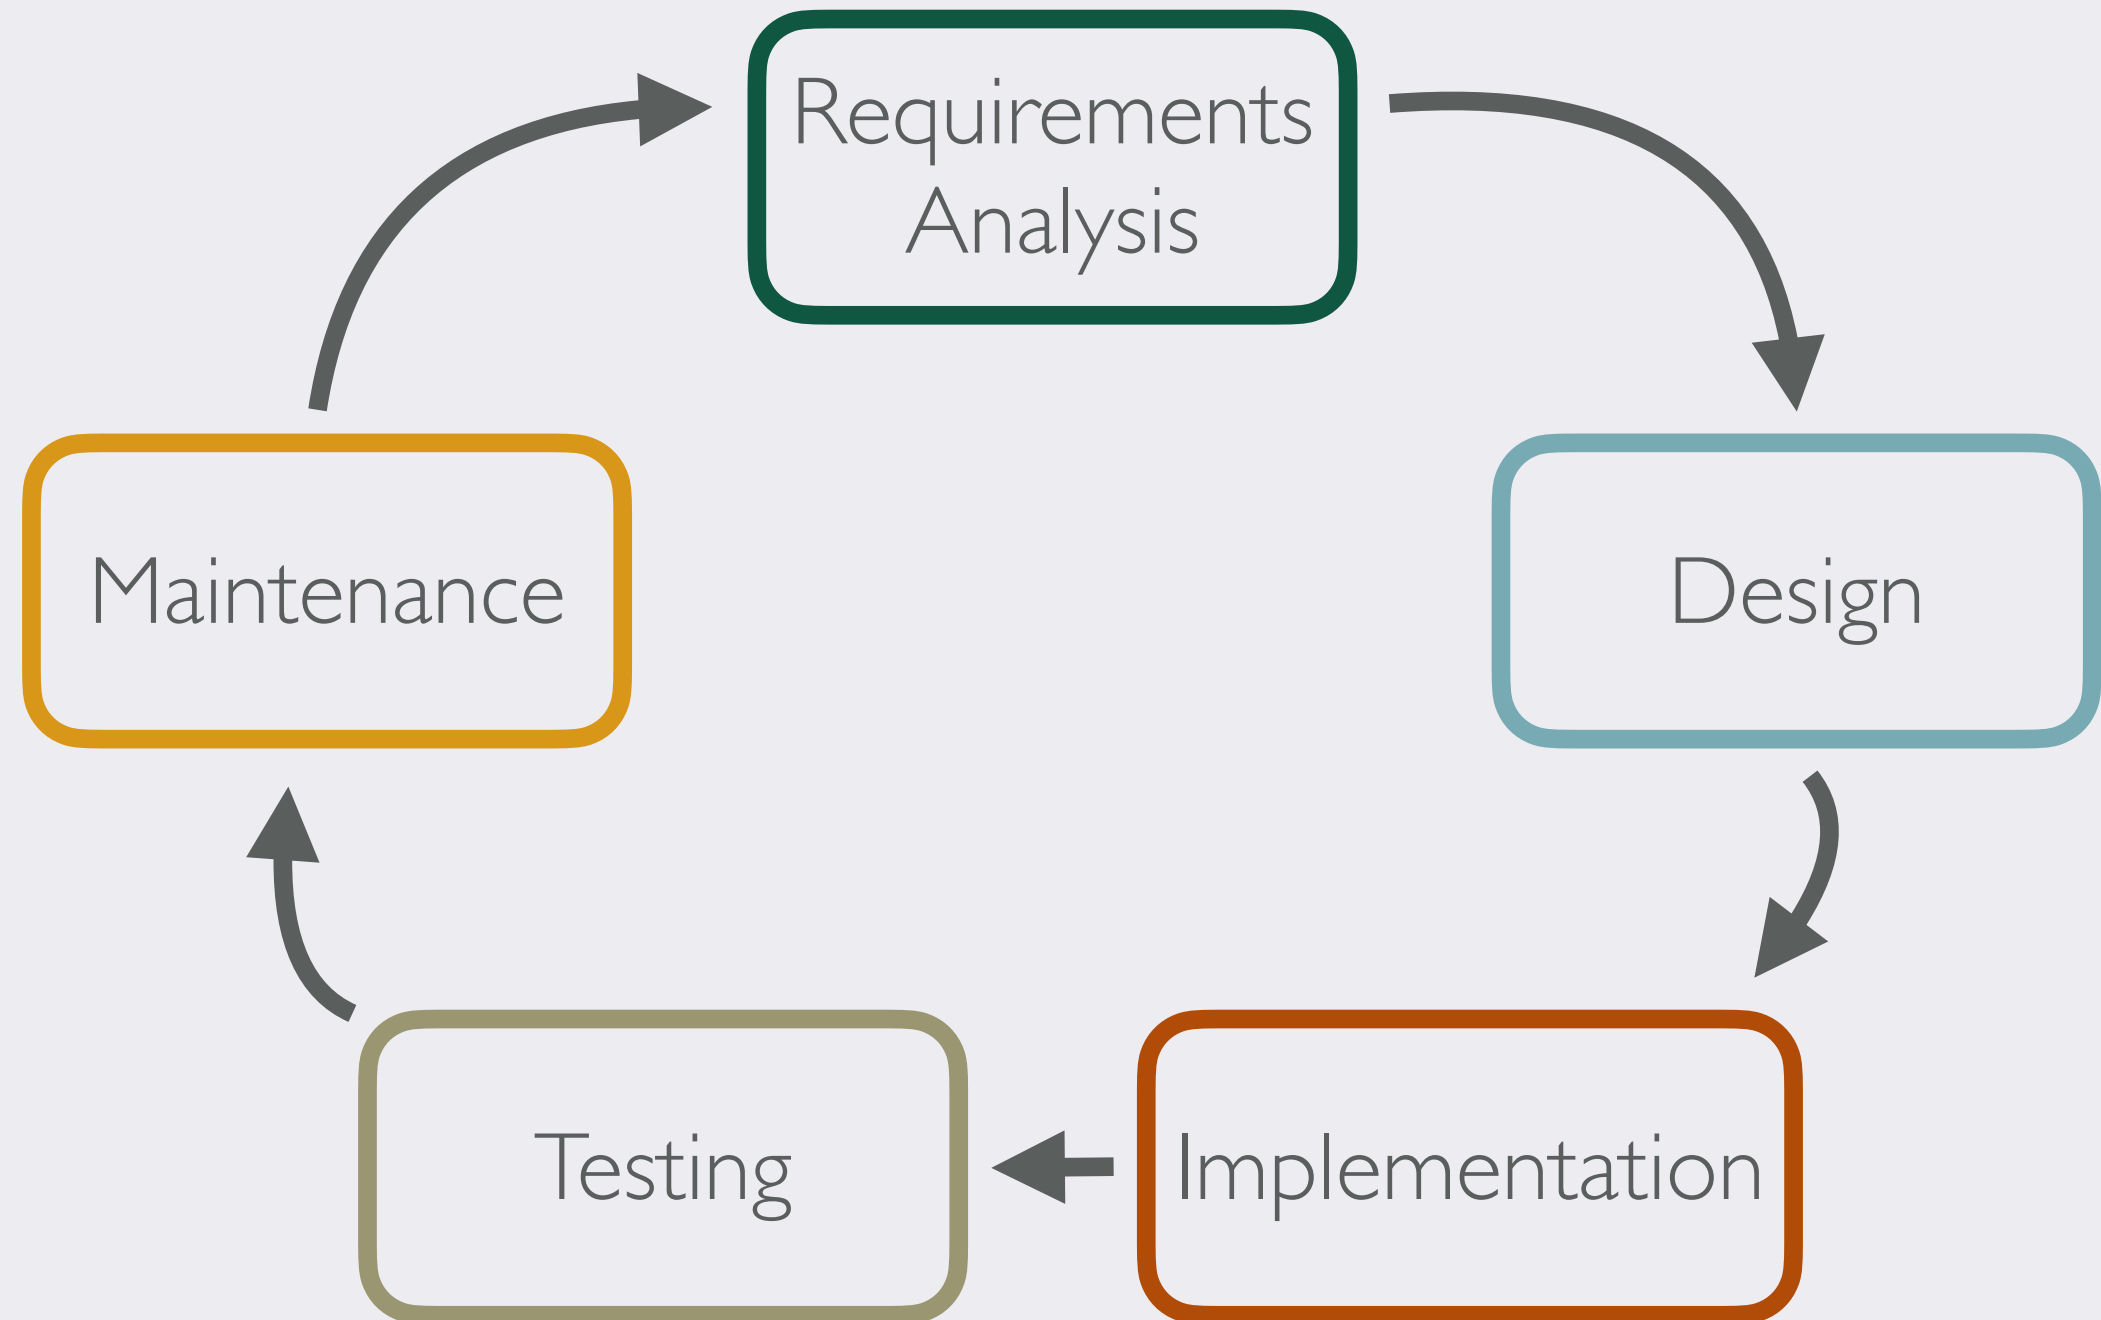 Requirements
Analysis
Maintenance
Design
Testing
Implementation